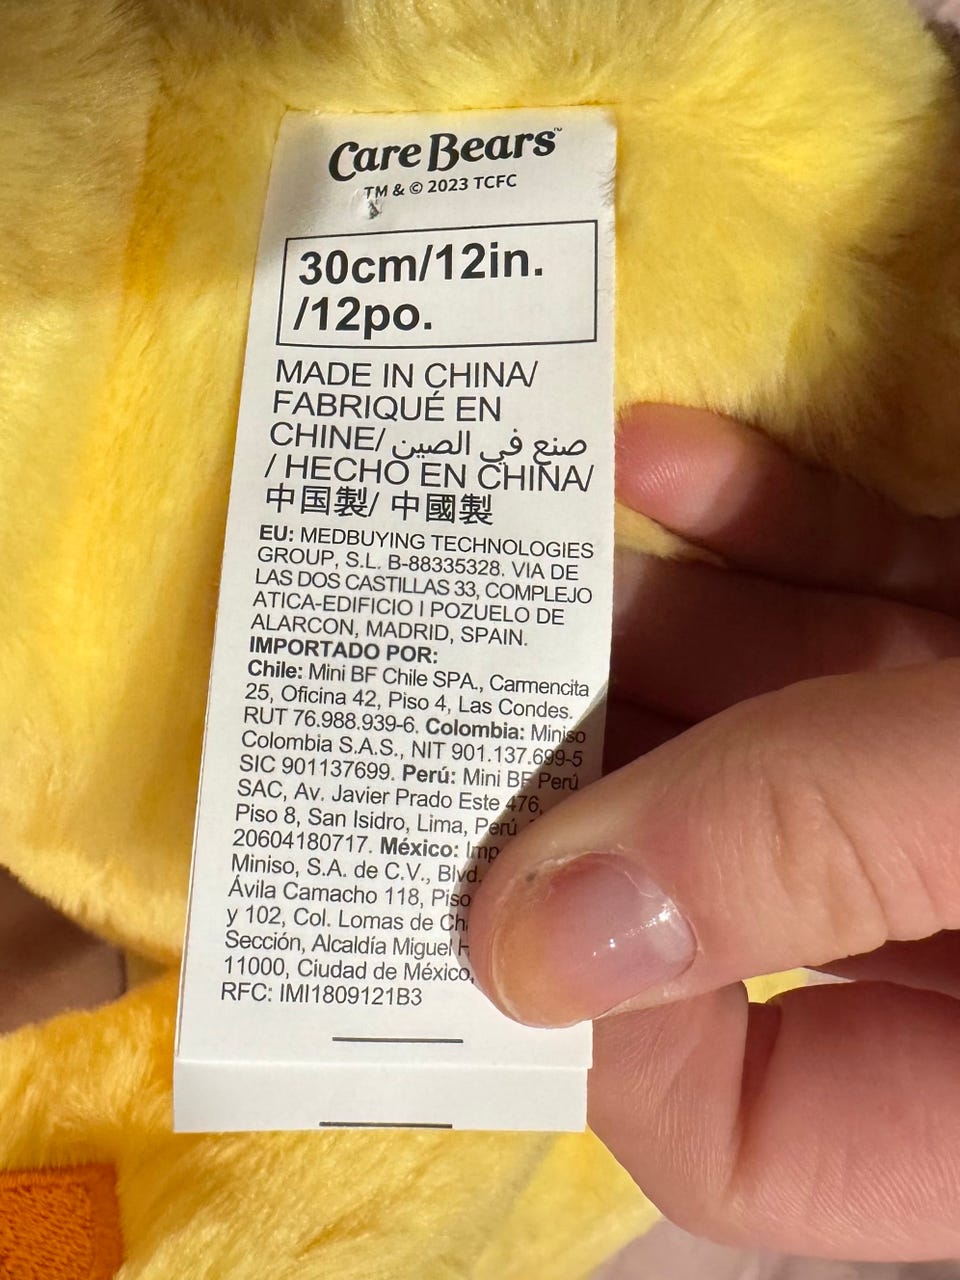 Care Bears™
TM & © 2023 TCFC
30cm/12in.
/12po.
MADE IN CHINA/
FABRIQUÉ EN
CHINE/ صنع في الصين
/ HECHO EN CHINA/
中国製/ 中國製
EU: MEDBUYING TECHNOLOGIES
GROUP, S.L. B-88335328. VIA DE
LAS DOS CASTILLAS 33, COMPLEJO
ATICA-EDIFICIO I POZUELO DE
ALARCON, MADRID, SPAIN.
IMPORTADO POR:
Chile: Mini BF Chile SPA., Carmencita
25, Oficina 42, Piso 4, Las Condes.
RUT 76.988.939-6. Colombia: Miniso
Colombia S.A.S., NIT 901.137.699-5
SIC 901137699. Perú: Mini BF Perú
SAC, Av. Javier Prado Este 476,
Piso 8, San Isidro, Lima, Perú
20604180717. México:
Miniso, S.A. de C.V., Blvd.
Ávila Camacho 118, Piso
y 102, Col. Lomas de
Sección, Alcaldía Miguel
11000, Ciudad de México,
RFC: IMI1809121B3